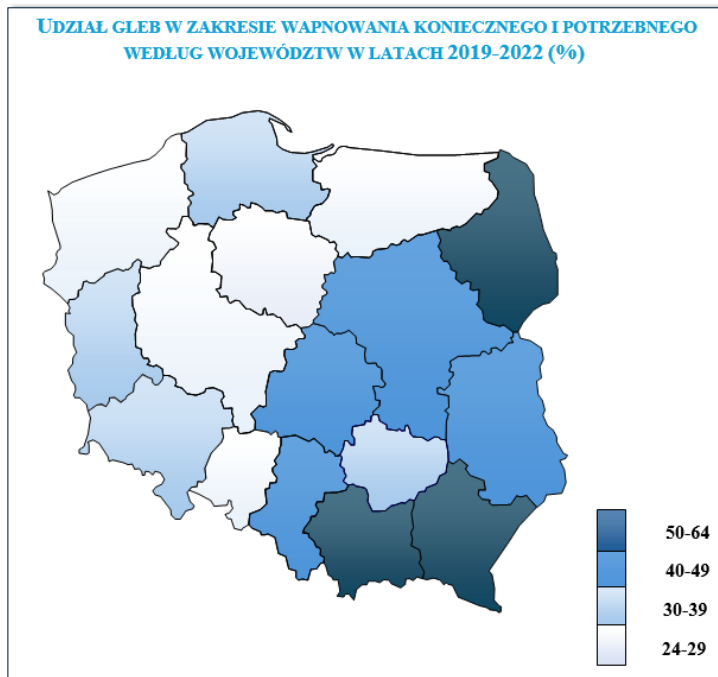 UDZIAŁ GLEB W ZAKRESIE WAPNOWANIA KONIECZNEGO I POTRZEBNEGO
WEDŁUG WOJEWÓDZTW W LATACH 2019-2022 (%)
50-64
40-49
30-39
24-29